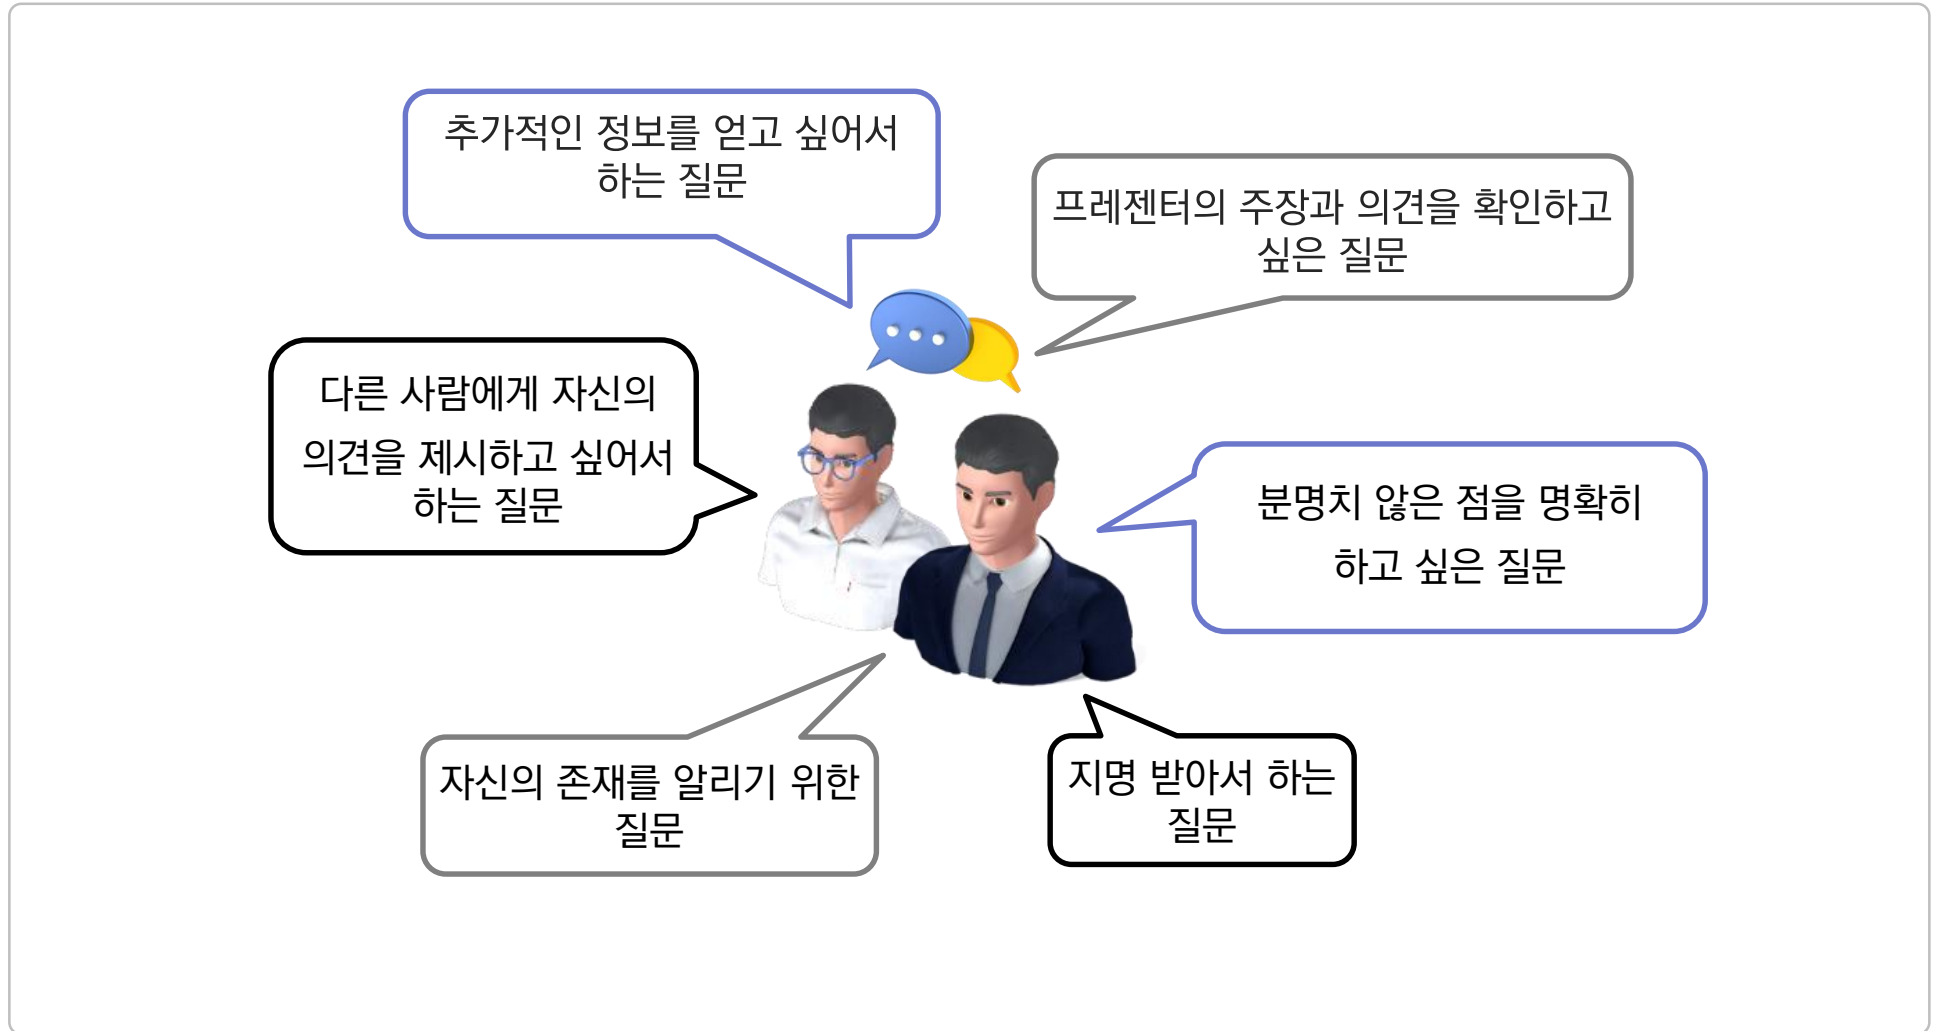 추가적인 정보를 얻고 싶어서
하는 질문
프레젠터의 주장과 의견을 확인하고
싶은 질문
다른 사람에게 자신의
의견을 제시하고 싶어서
하는 질문
분명치 않은 점을 명확히
하고 싶은 질문
자신의 존재를 알리기 위한
질문
지명 받아서 하는
질문